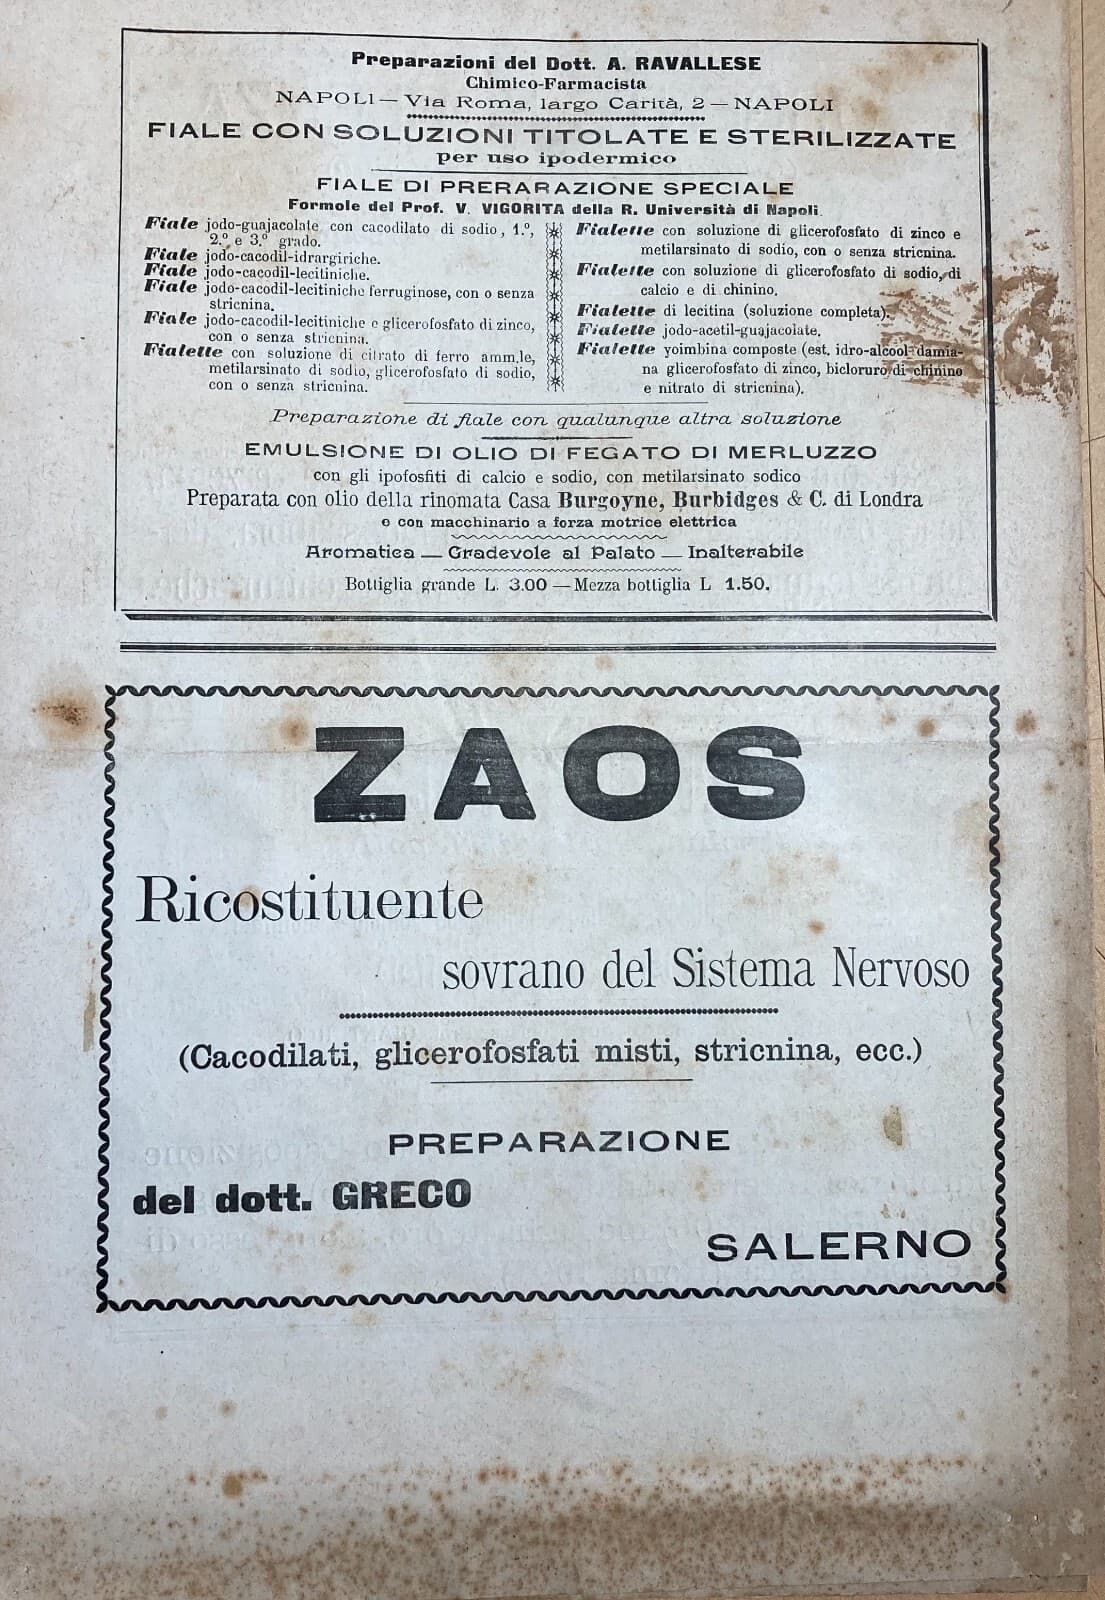 Preparazioni del Dott. A. RAVALLESE
Chimico-Farmacista
NAPOLI — Via Roma, largo Carità, 2 — NAPOLI
FIALE CON SOLUZIONI TITOLATE E STERILIZZATE
per uso ipodermico
FIALE DI PRERARAZIONE SPECIALE
Formole del Prof. V. VIGORITA della R. Università di Napoli.
Fiale jodo-guajacolate con cacodilato di sodio, 1.º,
2.º e 3.º grado.
Fiale jodo-cacodil-idrargiriche.
Fiale jodo-cacodil-lecitiniche.
Fiale jodo-cacodil-lecitiniche ferruginose, con o senza
stricnina.
Fiale jodo-cacodil-lecitiniche e glicerofosfato di zinco,
con o senza stricnina.
Fialette con soluzione di citrato di ferro amm.le,
metilarsinato di sodio, glicerofosfato di sodio,
con o senza stricnina.
Fialette con soluzione di glicerofosfato di zinco e
metilarsinato di sodio, con o senza stricnina.
Fialette con soluzione di glicerofosfato di sodio, di
calcio e di chinino.
Fialette di lecitina (soluzione completa).
Fialette jodo-acetil-guajacolate.
Fialette yoimbina composte (est. idro-alcool damia-
na glicerofosfato di zinco, bicloruro di chinino
e nitrato di stricnina).
Preparazione di fiale con qualunque altra soluzione
EMULSIONE DI OLIO DI FEGATO DI MERLUZZO
con gli ipofosfiti di calcio e sodio, con metilarsinato sodico
Preparata con olio della rinomata Casa Burgoyne, Burbidges & C. di Londra
e con macchinario a forza motrice elettrica
Aromatica — Gradevole al Palato — Inalterabile
Bottiglia grande L. 3.00 — Mezza bottiglia L 1.50.
ZAOS
Ricostituente
sovrano del Sistema Nervoso
(Cacodilati, glicerofosfati misti, stricnina, ecc.)
PREPARAZIONE
del dott. GRECO
SALERNO